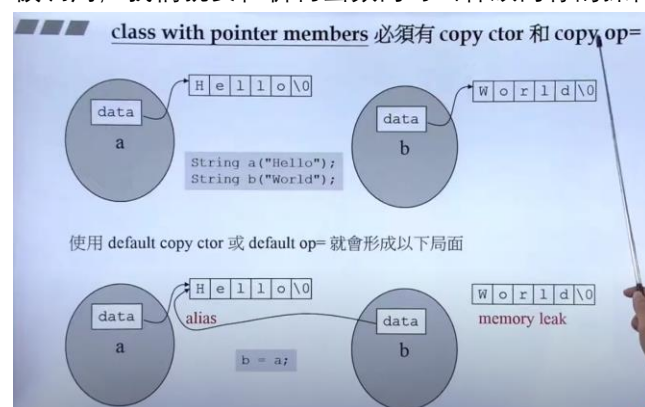 class with pointer members 必須有 copy ctor 和 copy op=
H e l l o \0
W o r l d \0
data
data
a
b
String a("Hello");
String b("World");
使用 default copy ctor 或 default op= 就會形成以下局面
H e l l o \0
W o r l d \0
data
alias
data
memory leak
a
b = a;
b